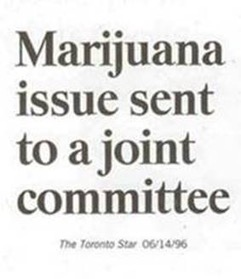 Marijuana
issue sent
to a joint
committee
The Toronto Star 06/14/96